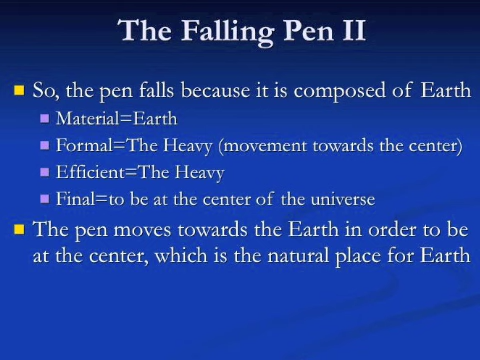 The Falling Pen II
So, the pen falls because it is composed of Earth
Material=Earth
Formal=The Heavy (movement towards the center)
Efficient=The Heavy
Final=to be at the center of the universe
The pen moves towards the Earth in order to be
at the center, which is the natural place for Earth